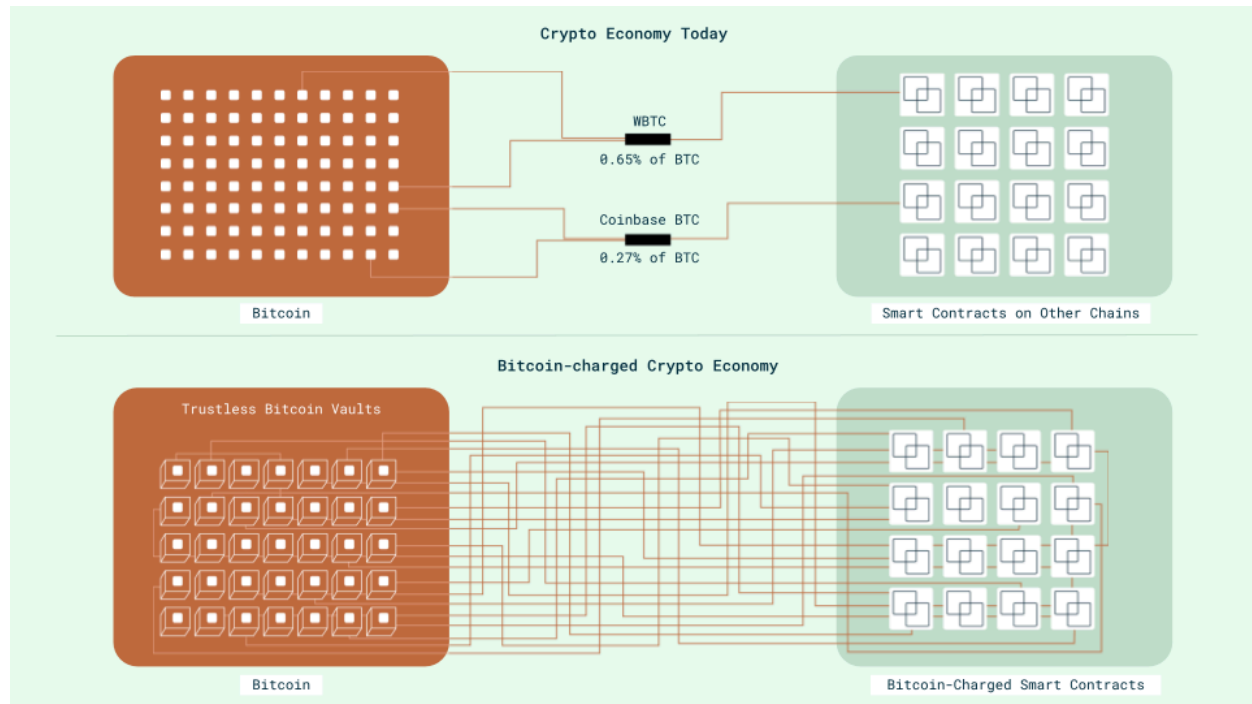 Crypto Economy Today
WBTC
0.65% of BTC
Coinbase BTC
0.27% of BTC
Bitcoin
Smart Contracts on Other Chains
Bitcoin-charged Crypto Economy
Trustless Bitcoin Vaults
Bitcoin
Bitcoin-Charged Smart Contracts